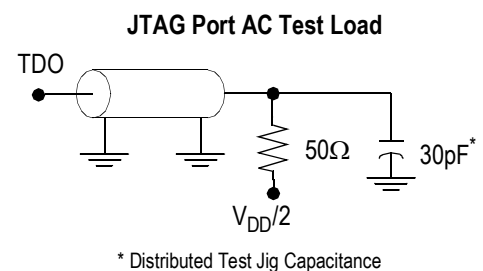 JTAG Port AC Test Load
TDO
50Ω
30pF*
VDD/2
* Distributed Test Jig Capacitance